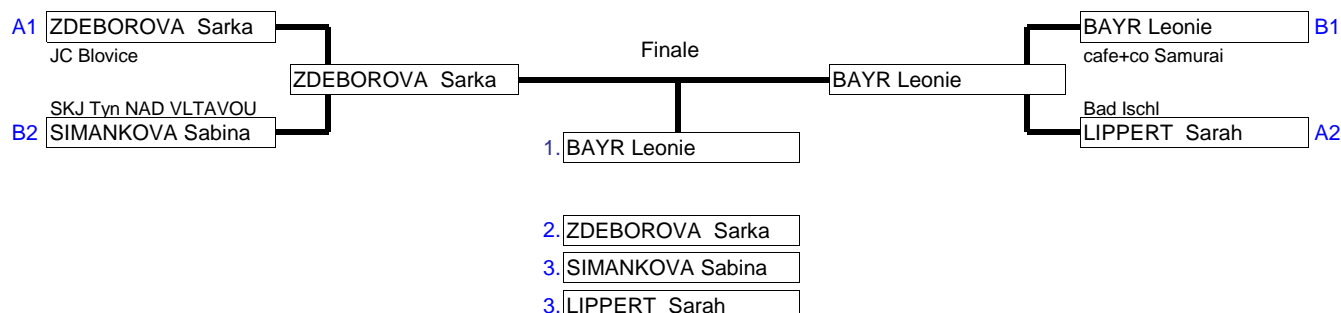 A1 ZDEBOROVA Sarka
JC Blovice
SKJ Tyn NAD VLTAVOU
B2 SIMANKOVA Sabina
ZDEBOROVA Sarka
Finale
BAYR Leonie
BAYR Leonie B1
cafe+co Samurai
Bad Ischl
LIPPERT Sarah A2
1. BAYR Leonie
2. ZDEBOROVA Sarka
3. SIMANKOVA Sabina
3. LIPPERT Sarah